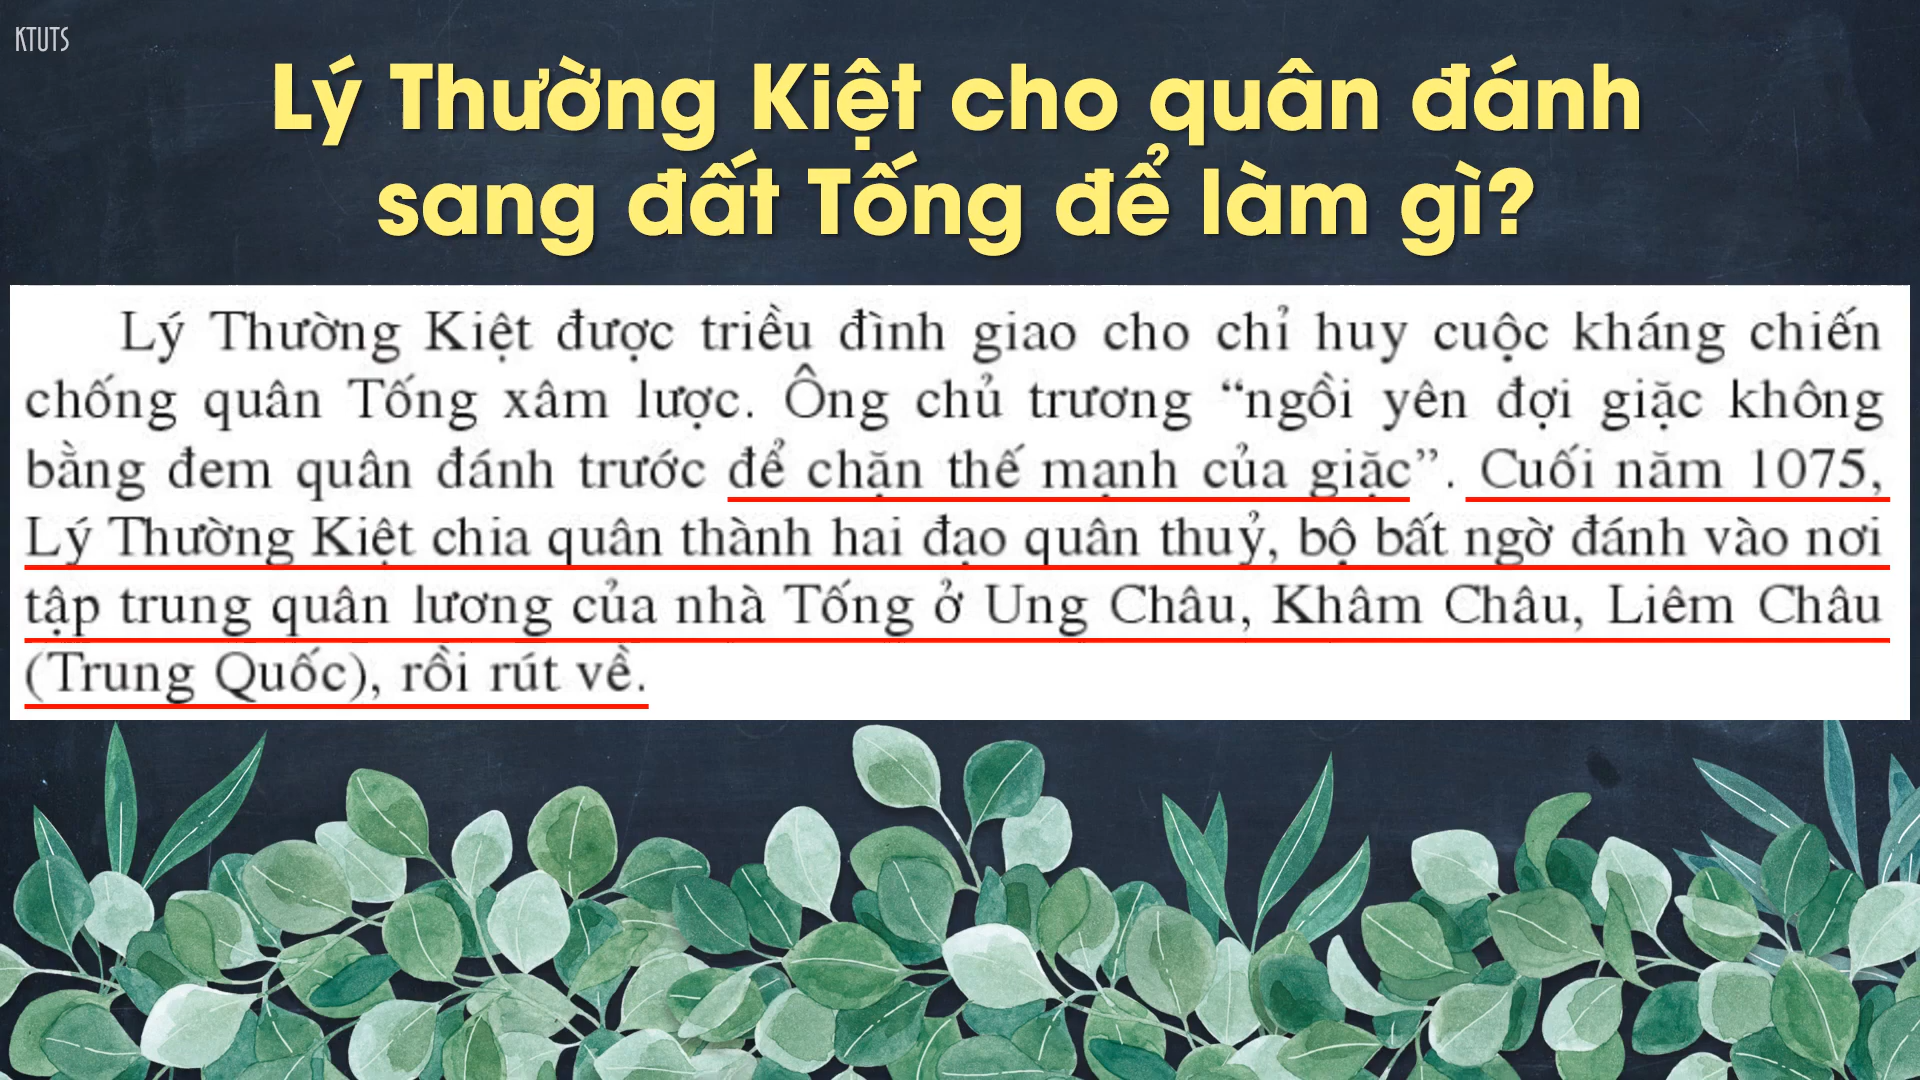 KTUTS
Lý Thường Kiệt cho quân đánh
sang đất Tống để làm gì?
Lý Thường Kiệt được triều đình giao cho chỉ huy cuộc kháng chiến
chống quân Tống xâm lược. Ông chủ trương “ngồi yên đợi giặc không
bằng đem quân đánh trước để chặn thế mạnh của giặc”. Cuối năm 1075,
Lý Thường Kiệt chia quân thành hai đạo quân thuỷ, bộ bất ngờ đánh vào nơi
tập trung quân lương của nhà Tống ở Ung Châu, Khâm Châu, Liêm Châu
(Trung Quốc), rồi rút về.